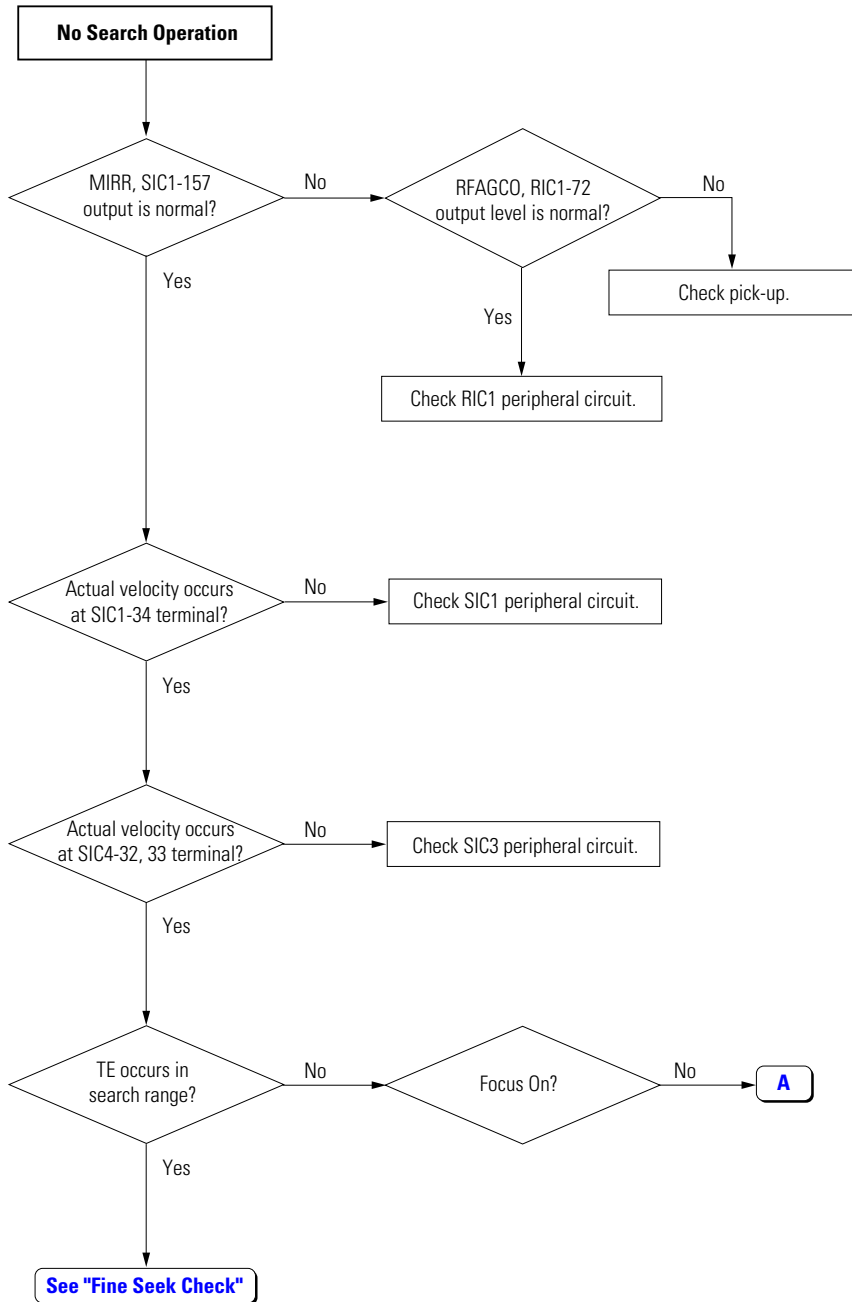 No Search Operation
MIRR, SIC1-157
output is normal?
No
RFAGCO, RIC1-72
output level is normal?
No
Yes
Check pick-up.
Yes
Check RIC1 peripheral circuit.
Actual velocity occurs
at SIC1-34 terminal?
No
Check SIC1 peripheral circuit.
Yes
Actual velocity occurs
at SIC4-32, 33 terminal?
No
Check SIC3 peripheral circuit.
Yes
TE occurs in
search range?
No
Focus On?
No
A
Yes
See "Fine Seek Check"